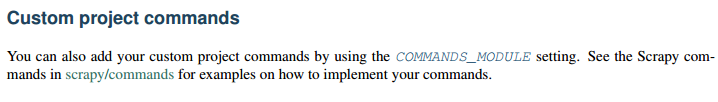 Custom project commands
You can also add your custom project commands by using the COMMANDS_MODULE setting. See the Scrapy com-
mands in scrapy/commands for examples on how to implement your commands.